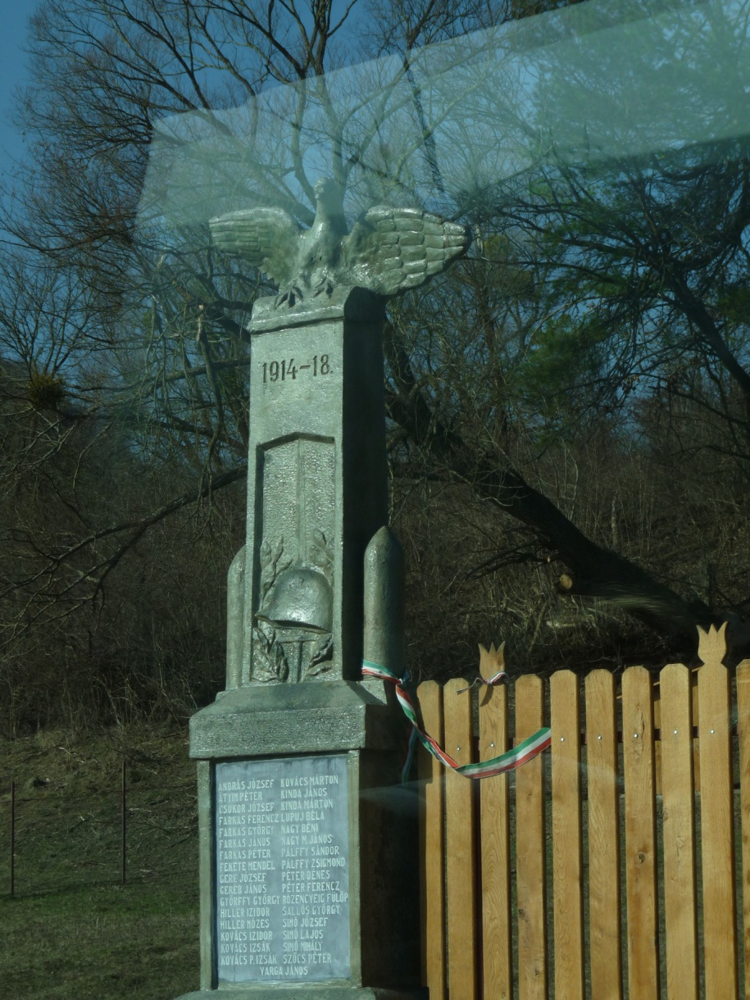 1914-18.
ANDRÁS JÓZSEF KOVÁCS MÁRTON
ÁTYIM PÉTER KINDA JÁNOS
CSUKOR JÓZSEF KINDA MÁRTON
FARKAS FERENCZ LUPUJ BÉLA
FARKAS GYÖRGY NAGY BÉNI
FARKAS JÁNOS NAGY M. JÁNOS
FARKAS PÉTER PÁLFFY SÁNDOR
FEKETE MENDEL PÁLFFY ZSIGMOND
GERE JÓZSEF PÉTER DÉNES
GERÉB JÁNOS PÉTER FERENCZ
GYÖRFFY GYÖRGY ROZENCVEIG FÜLÖP
HILLER IZIDOR SALLÓS GYÖRGY
HILLER MÓZES SIMÓ JÓZSEF
KOVÁCS IZIDOR SIMÓ LAJOS
KOVÁCS IZSÁK SIMÓ MIHÁLY
KOVÁCS P. IZSÁK SZŐCS PÉTER
VARGA JÁNOS